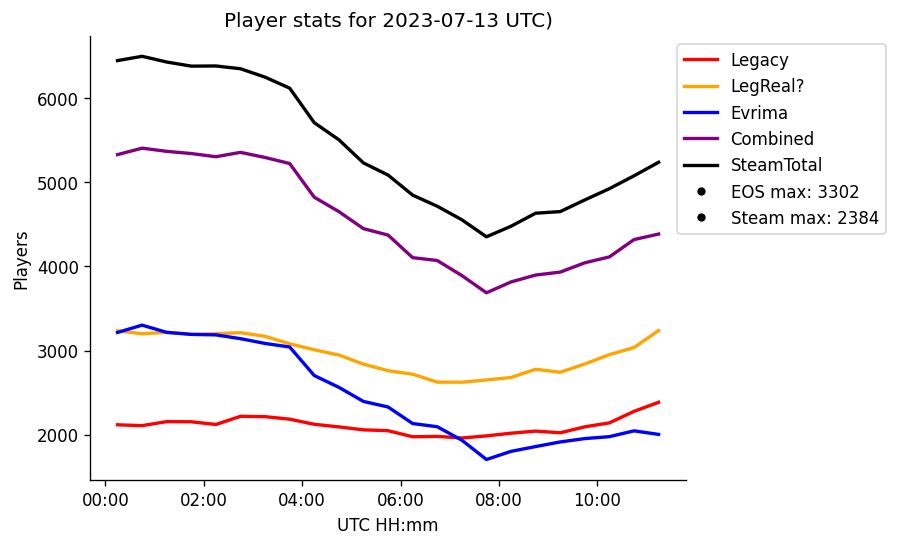 Player stats for 2023-07-13 UTC)
Legacy
LegReal?
Evrima
Combined
SteamTotal
EOS max: 3302
Steam max: 2384
Players
6000
5000
4000
3000
2000
00:00 02:00 04:00 06:00 08:00 10:00
UTC HH:mm